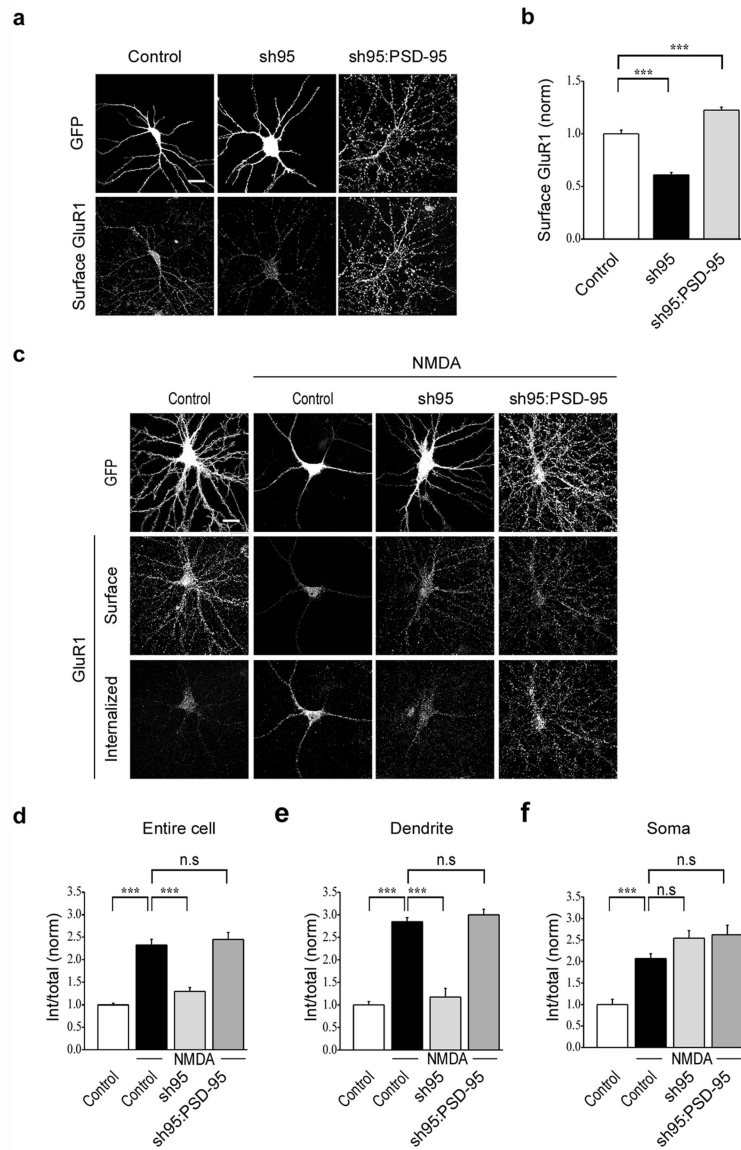 a
Control sh95 sh95:PSD-95
GFP
Surface GluR1
b
***
***
Surface GluR1 (norm)
1.5
1.0
0.5
0.0
Control
sh95
sh95:PSD-95
c
NMDA
Control Control sh95 sh95:PSD-95
GFP
GluR1
Surface
Internalized
d
Entire cell
n.s
*** ***
Int/total (norm)
3.5
3.0
2.5
2.0
1.5
1.0
0.5
0.0
NMDA
Control
Control
sh95
sh95:PSD-95
e
Dendrite
n.s
*** ***
Int/total (norm)
3.5
3.0
2.5
2.0
1.5
1.0
0.5
0.0
NMDA
Control
Control
sh95
sh95:PSD-95
f
Soma
n.s
*** n.s
Int/total (norm)
3.5
3.0
2.5
2.0
1.5
1.0
0.5
0.0
NMDA
Control
Control
sh95
sh95:PSD-95